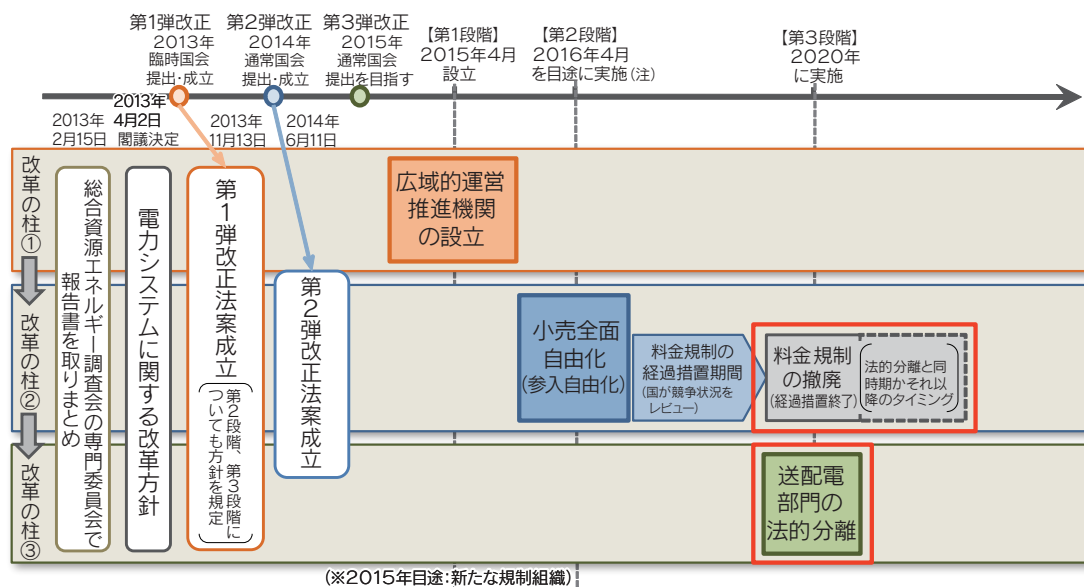 第1弾改正
2013年
臨時国会
提出・成立
第2弾改正
2014年
通常国会
提出・成立
第3弾改正
2015年
通常国会
提出を目指す
【第1段階】
2015年4月
設立
【第2段階】
2016年4月
を目途に実施(注)
【第3段階】
2020年
に実施
2013年
2月15日
2013年
4月2日
閣議決定
2013年
11月13日
2014年
6月11日
改革の柱①
改革の柱②
改革の柱③
総合資源エネルギー調査会の専門委員会で
報告書を取りまとめ
電力システムに関する改革方針
第1弾改正法案成立
(第2段階、第3段階に
ついても方針を規定)
第2弾改正法案成立
広域的運営
推進機関
の設立
小売全面
自由化
(参入自由化)
料金規制の
経過措置期間
(国が競争状況を
レビュー)
料金規制
の撤廃
(経過措置終了)
(法的分離と同
時期かそれ以
降のタイミング)
送配電
部門の
法的分離
(※2015年目途:新たな規制組織)